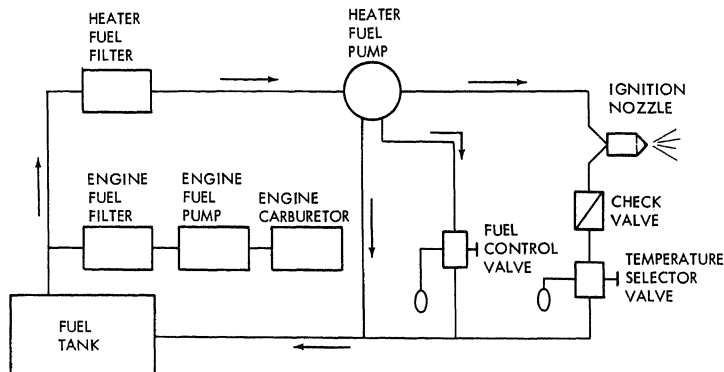 HEATER
FUEL
FILTER
HEATER
FUEL
PUMP
IGNITION
NOZZLE
ENGINE
FUEL
FILTER
ENGINE
FUEL
PUMP
ENGINE
CARBURETOR
CHECK
VALVE
FUEL
CONTROL
VALVE
TEMPERATURE
SELECTOR
VALVE
FUEL
TANK